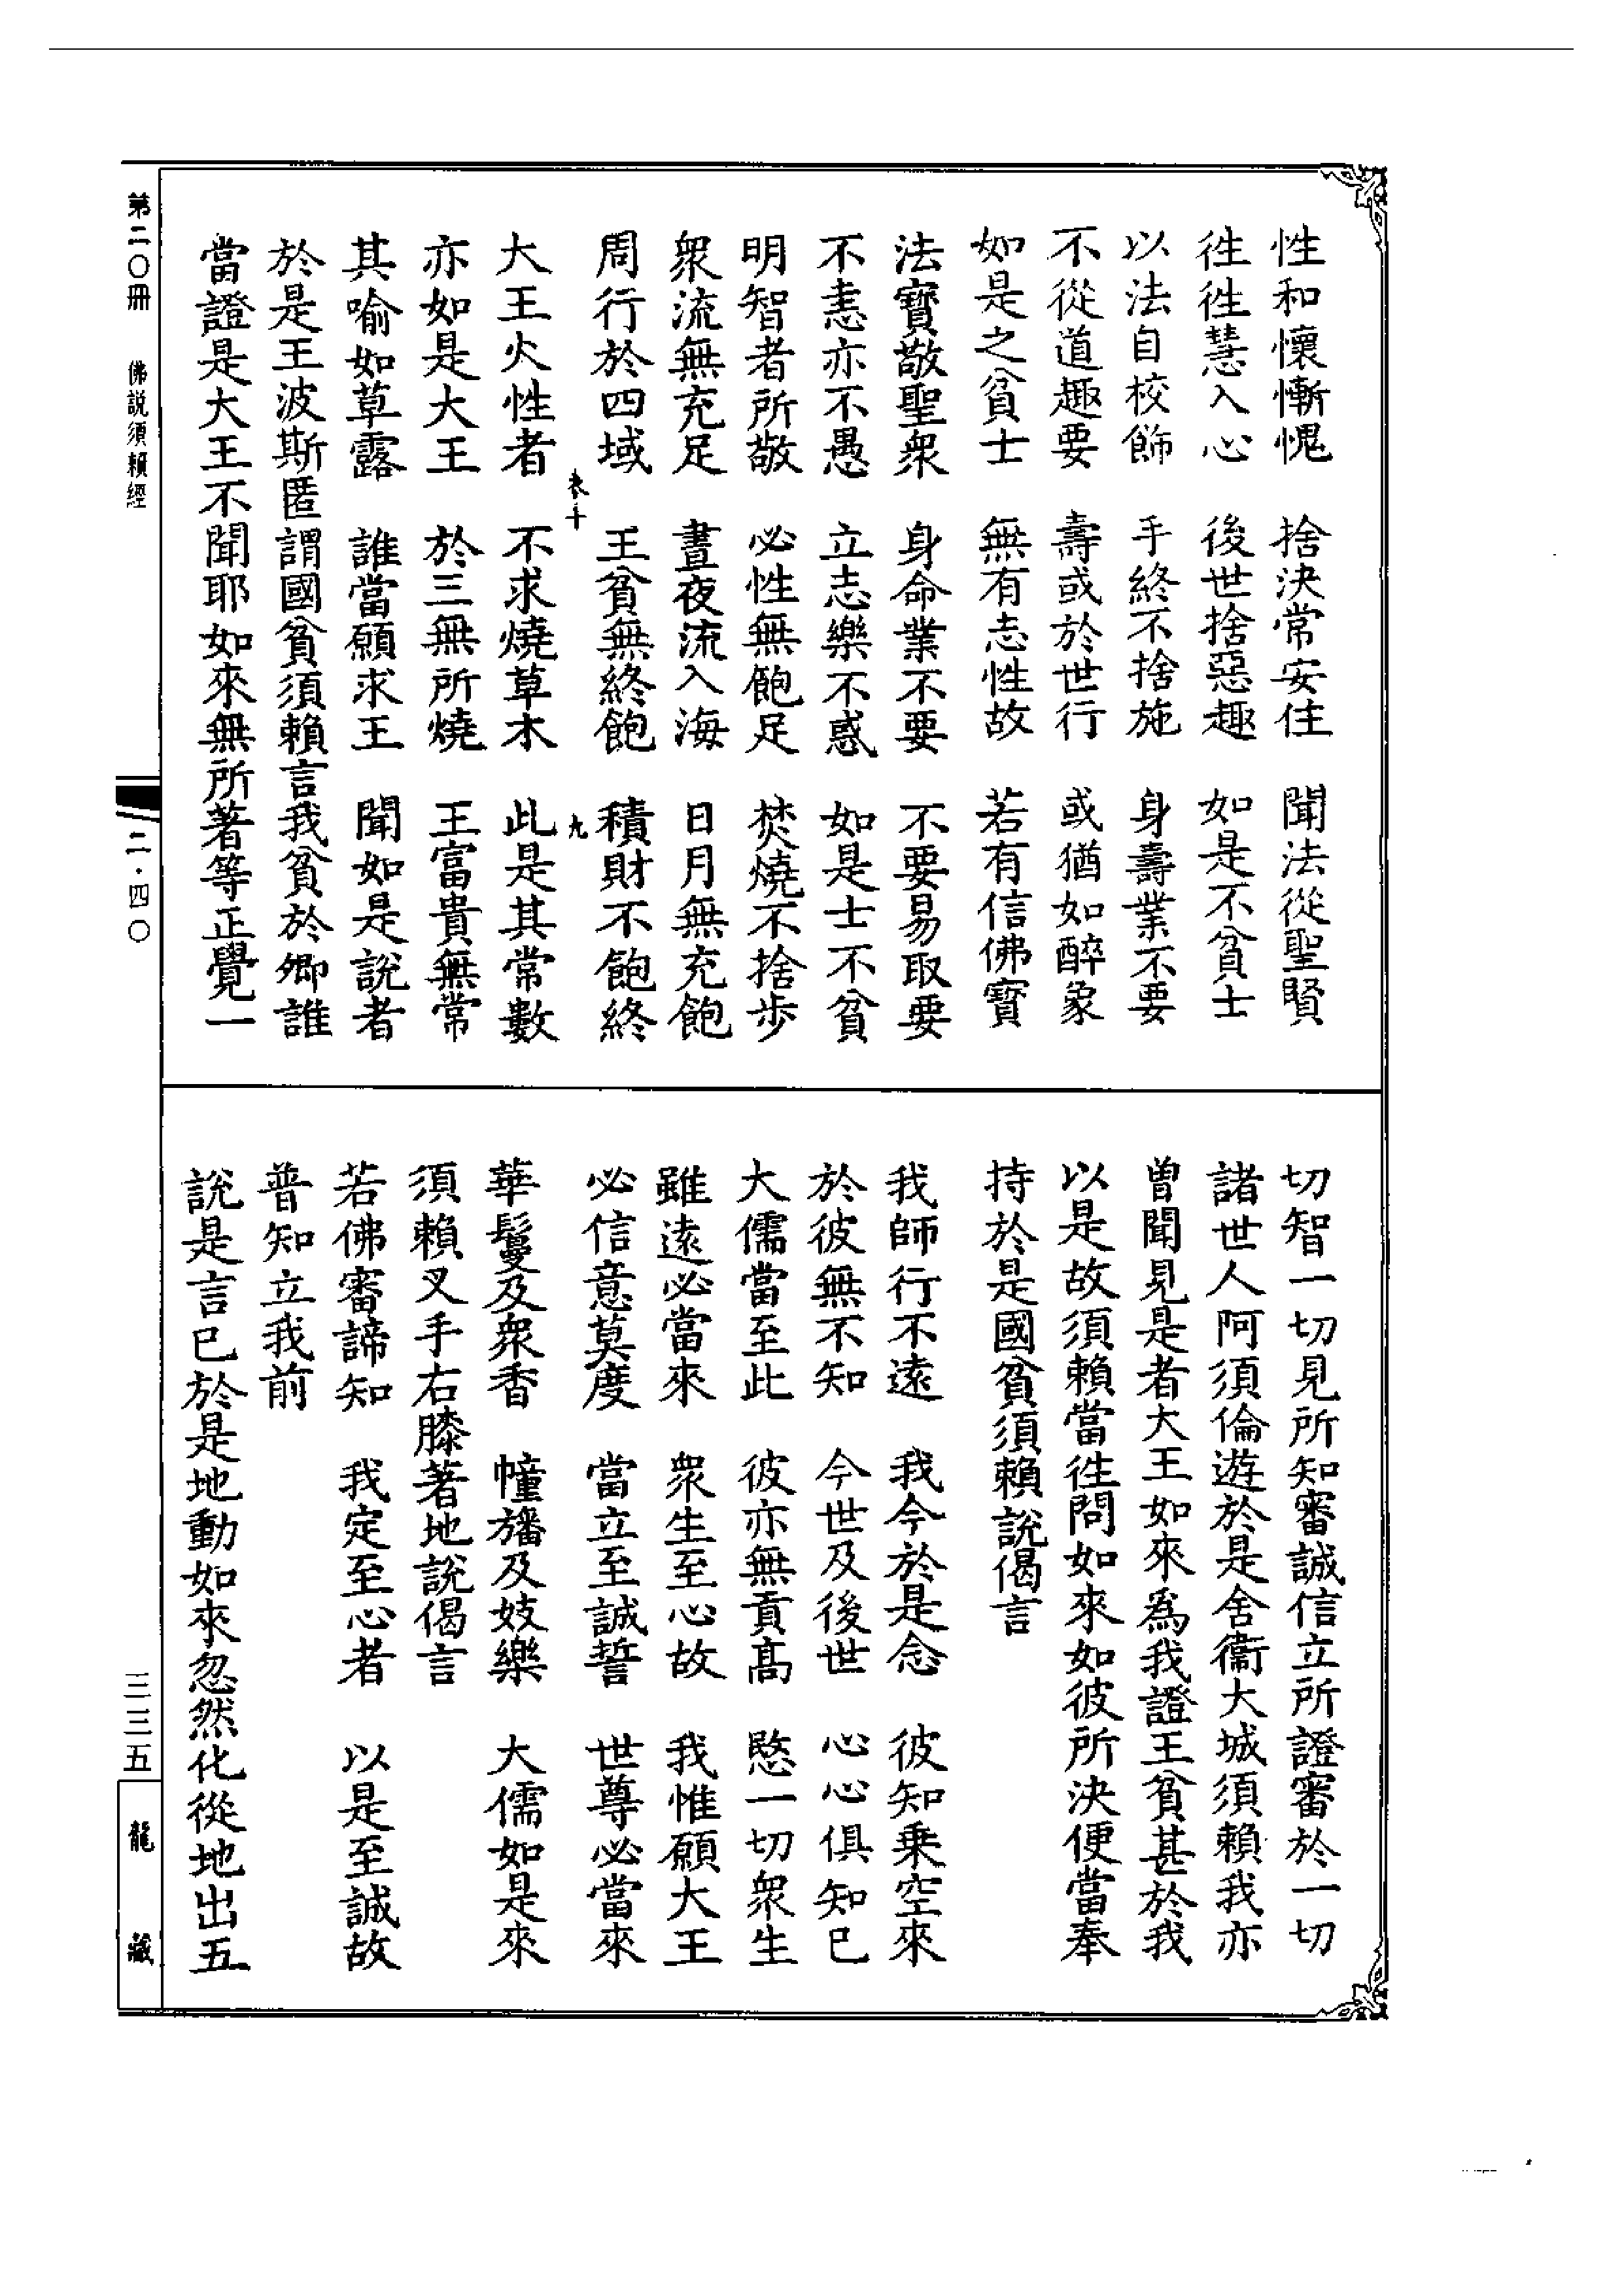 性和懷慚愧　捨決常安住　聞法從聖賢
徃徃慧入心　後世捨惡趣　如是不貧士
以法自校飾　手終不捨施　身壽業不要
不從道趣要　壽或於世行　或猶如醉象
如是之貧士　無有志性故　若有信佛寶
法寶敬聖衆　身命業不要　不要易取要
不恚亦不愚　立志樂不惑　如是士不貧
明智者所敬　必性無飽足　焚燒不捨歩
衆流無充足　晝夜流入海　日月無充飽
周行於四域　王貧無終飽　積財不飽終
表十　九
大王火性者　不求燒草木　此是其常數
亦如是大王　於三無所燒　王富貴無常
其喻如草露　誰當願求王　聞如是說者
於是王波斯匿謂國貧須賴言我貧於卿誰
當證是大王不聞耶如來無所著等正覺一
切智一切見所知審誠信立所證審於一切
諸世人阿須倫遊於是舍衞大城須賴我亦
曾聞見是者大王如來爲我證王貧甚於我
以是故須賴當徃問如來如彼所決便當奉
持於是國貧須賴說偈言
我師行不遠　我今於是念　彼知乗空來
於彼無不知　今世及後世　心心俱知已
大儒當至此　彼亦無貢高　愍一切衆生
雖遠必當來　衆生至心故　我惟願大王
必信意莫度　當立至誠誓　世尊必當來
華鬘及衆香　幢旛及妓樂　大儒如是來
須賴叉手右膝著地說偈言
若佛審諦知　我定至心者　以是至誠故
普知立我前
說是言已於是地動如來忽然化從地出五
第二〇冊　佛説須賴經
二·四〇
三三五
龍藏